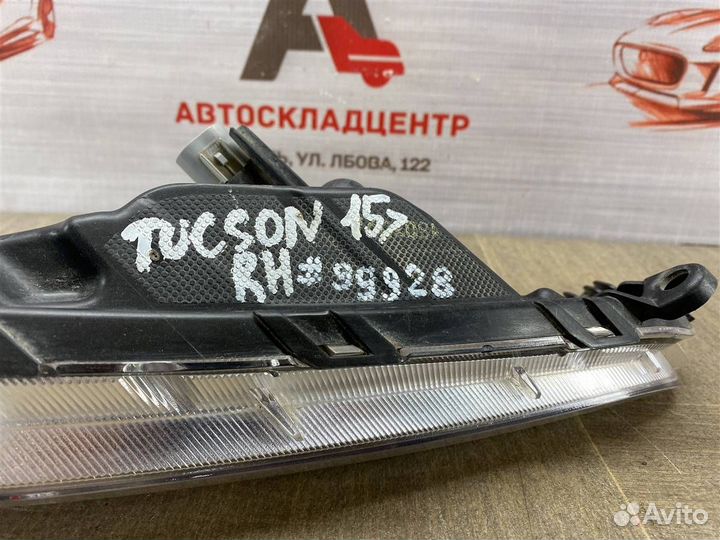 АВТОСКЛАДЦЕНТР
УЛ. ЛБОВА, 122
TUCSON 15>
RH #99928
Avito